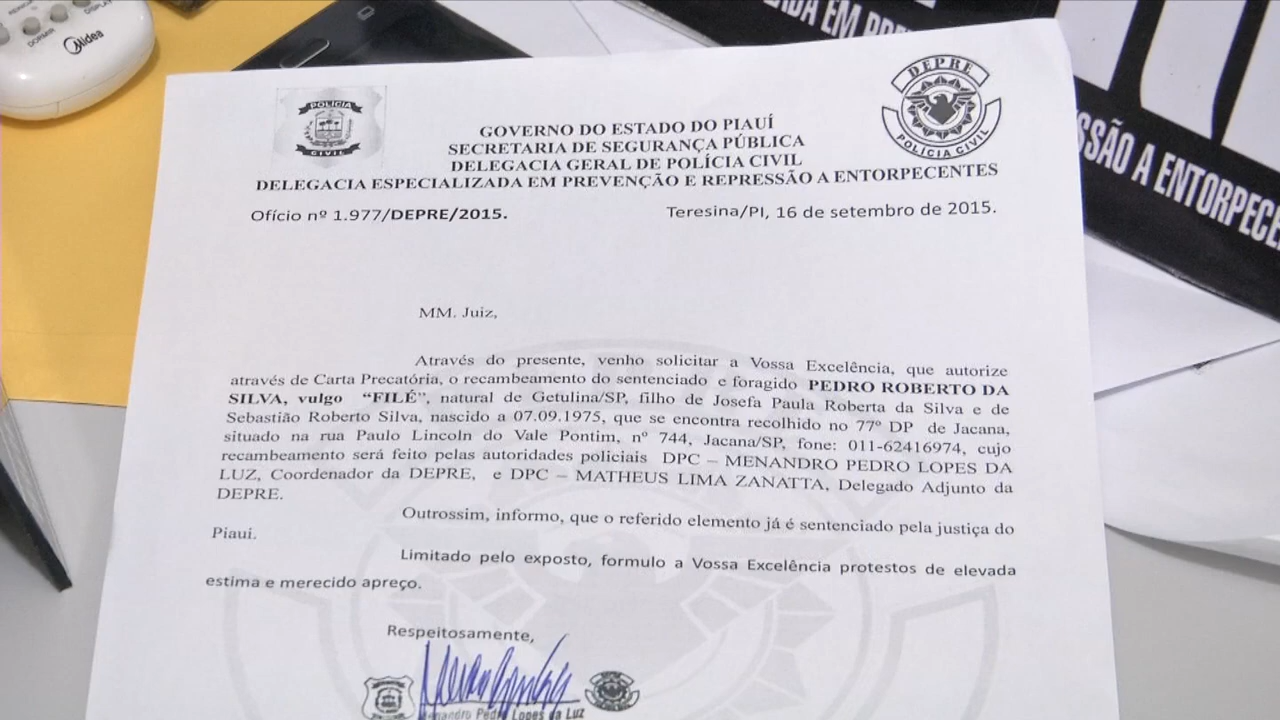 DISPLAY
DORMIR
Midea
POLÍCIA
CIVIL
DEPRE
POLÍCIA CIVIL
GOVERNO DO ESTADO DO PIAUÍ
SECRETARIA DE SEGURANÇA PÚBLICA
DELEGACIA GERAL DE POLÍCIA CIVIL
DELEGACIA ESPECIALIZADA EM PREVENÇÃO E REPRESSÃO A ENTORPECENTES
Ofício nº 1.977/DEPRE/2015.
Teresina/PI, 16 de setembro de 2015.
MM. Juiz,
Através do presente, venho solicitar a Vossa Excelência, que autorize
através de Carta Precatória, o recambeamento do sentenciado e foragido PEDRO ROBERTO DA
SILVA, vulgo “FILÉ”, natural de Getulina/SP, filho de Josefa Paula Roberta da Silva e de
Sebastião Roberto Silva, nascido a 07.09.1975, que se encontra recolhido no 77º DP de Jacana,
situado na rua Paulo Lincoln do Vale Pontim, nº 744, Jacana/SP, fone: 011-62416974, cujo
recambeamento será feito pelas autoridades policiais DPC – MENANDRO PEDRO LOPES DA
LUZ, Coordenador da DEPRE, e DPC – MATHEUS LIMA ZANATTA, Delegado Adjunto da
DEPRE.
Outrossim, informo, que o referido elemento já é sentenciado pela justiça do
Piauí.
Limitado pelo exposto, formulo a Vossa Excelência protestos de elevada
estima e merecido apreço.
Respeitosamente,
Lopes da Luz
EM
SSÃO A ENTORPECE